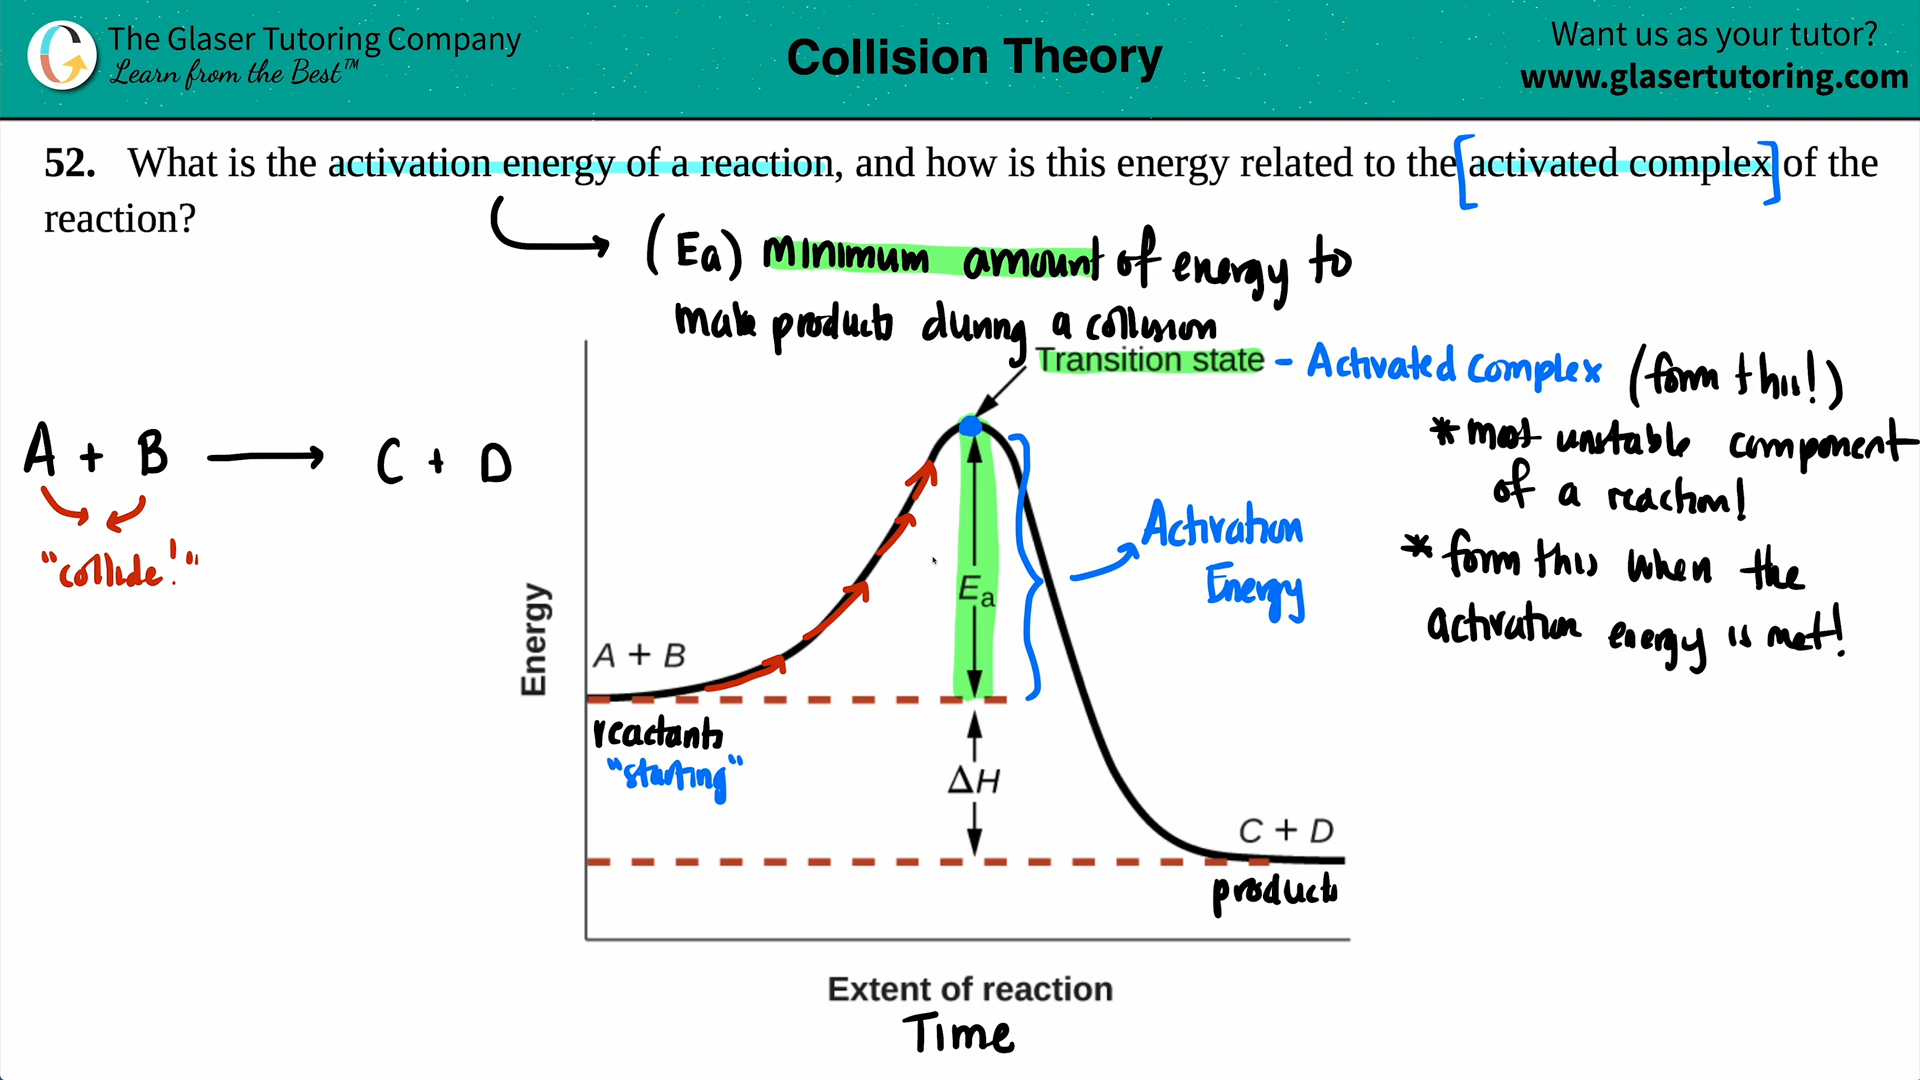 The Glaser Tutoring Company
Learn from the Best™
Collision Theory
Want us as your tutor?
www.glasertutoring.com
52. What is the activation energy of a reaction, and how is this energy related to the [activated complex] of the
reaction?
(Ea) minimum amount of energy to
make products during a collision
Transition state - Activated Complex (form this!)
* most unstable component
of a reaction!
* form this when the
activation energy is met!
A + B → C + D
"collide!"
Activation
Energy
Ea
Energy
A + B
reactants
"starting"
ΔH
C + D
products
Extent of reaction
Time